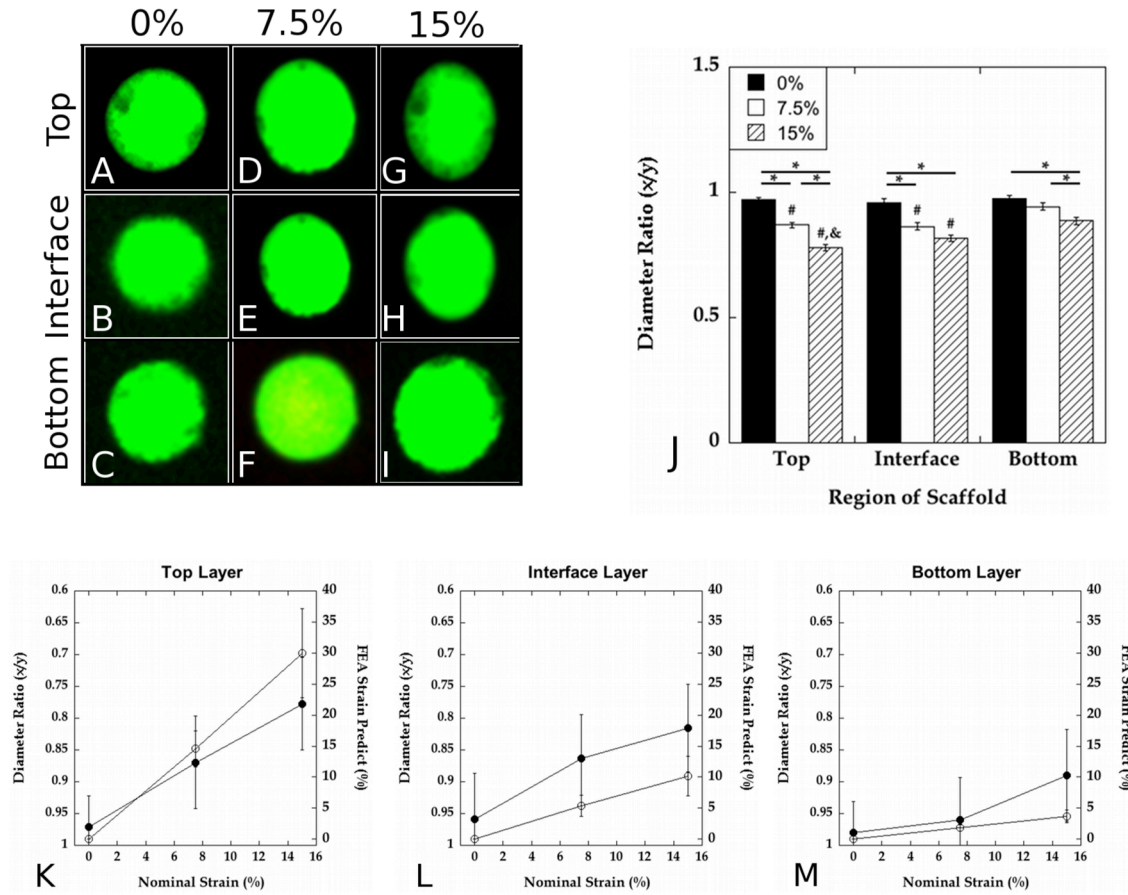 0% 7.5% 15%
Top
Interface
Bottom
A D G
B E H
C F I
1.5
1
0.5
0
Diameter Ratio (x/y)
0%
7.5%
15%
* * *
* *
* *
# #,& # #
Top Interface Bottom
Region of Scaffold
J
Top Layer
0.6 0.65 0.7 0.75 0.8 0.85 0.9 0.95 1
Diameter Ratio (x/y)
40 35 30 25 20 15 10 5 0
FEA Strain Predict (%)
0 2 4 6 8 10 12 14 16
Nominal Strain (%)
K
Interface Layer
0.6 0.65 0.7 0.75 0.8 0.85 0.9 0.95 1
Diameter Ratio (x/y)
40 35 30 25 20 15 10 5 0
FEA Strain Predict (%)
0 2 4 6 8 10 12 14 16
Nominal Strain (%)
L
Bottom Layer
0.6 0.65 0.7 0.75 0.8 0.85 0.9 0.95 1
Diameter Ratio (x/y)
40 35 30 25 20 15 10 5 0
FEA Strain Predict (%)
0 2 4 6 8 10 12 14 16
Nominal Strain (%)
M